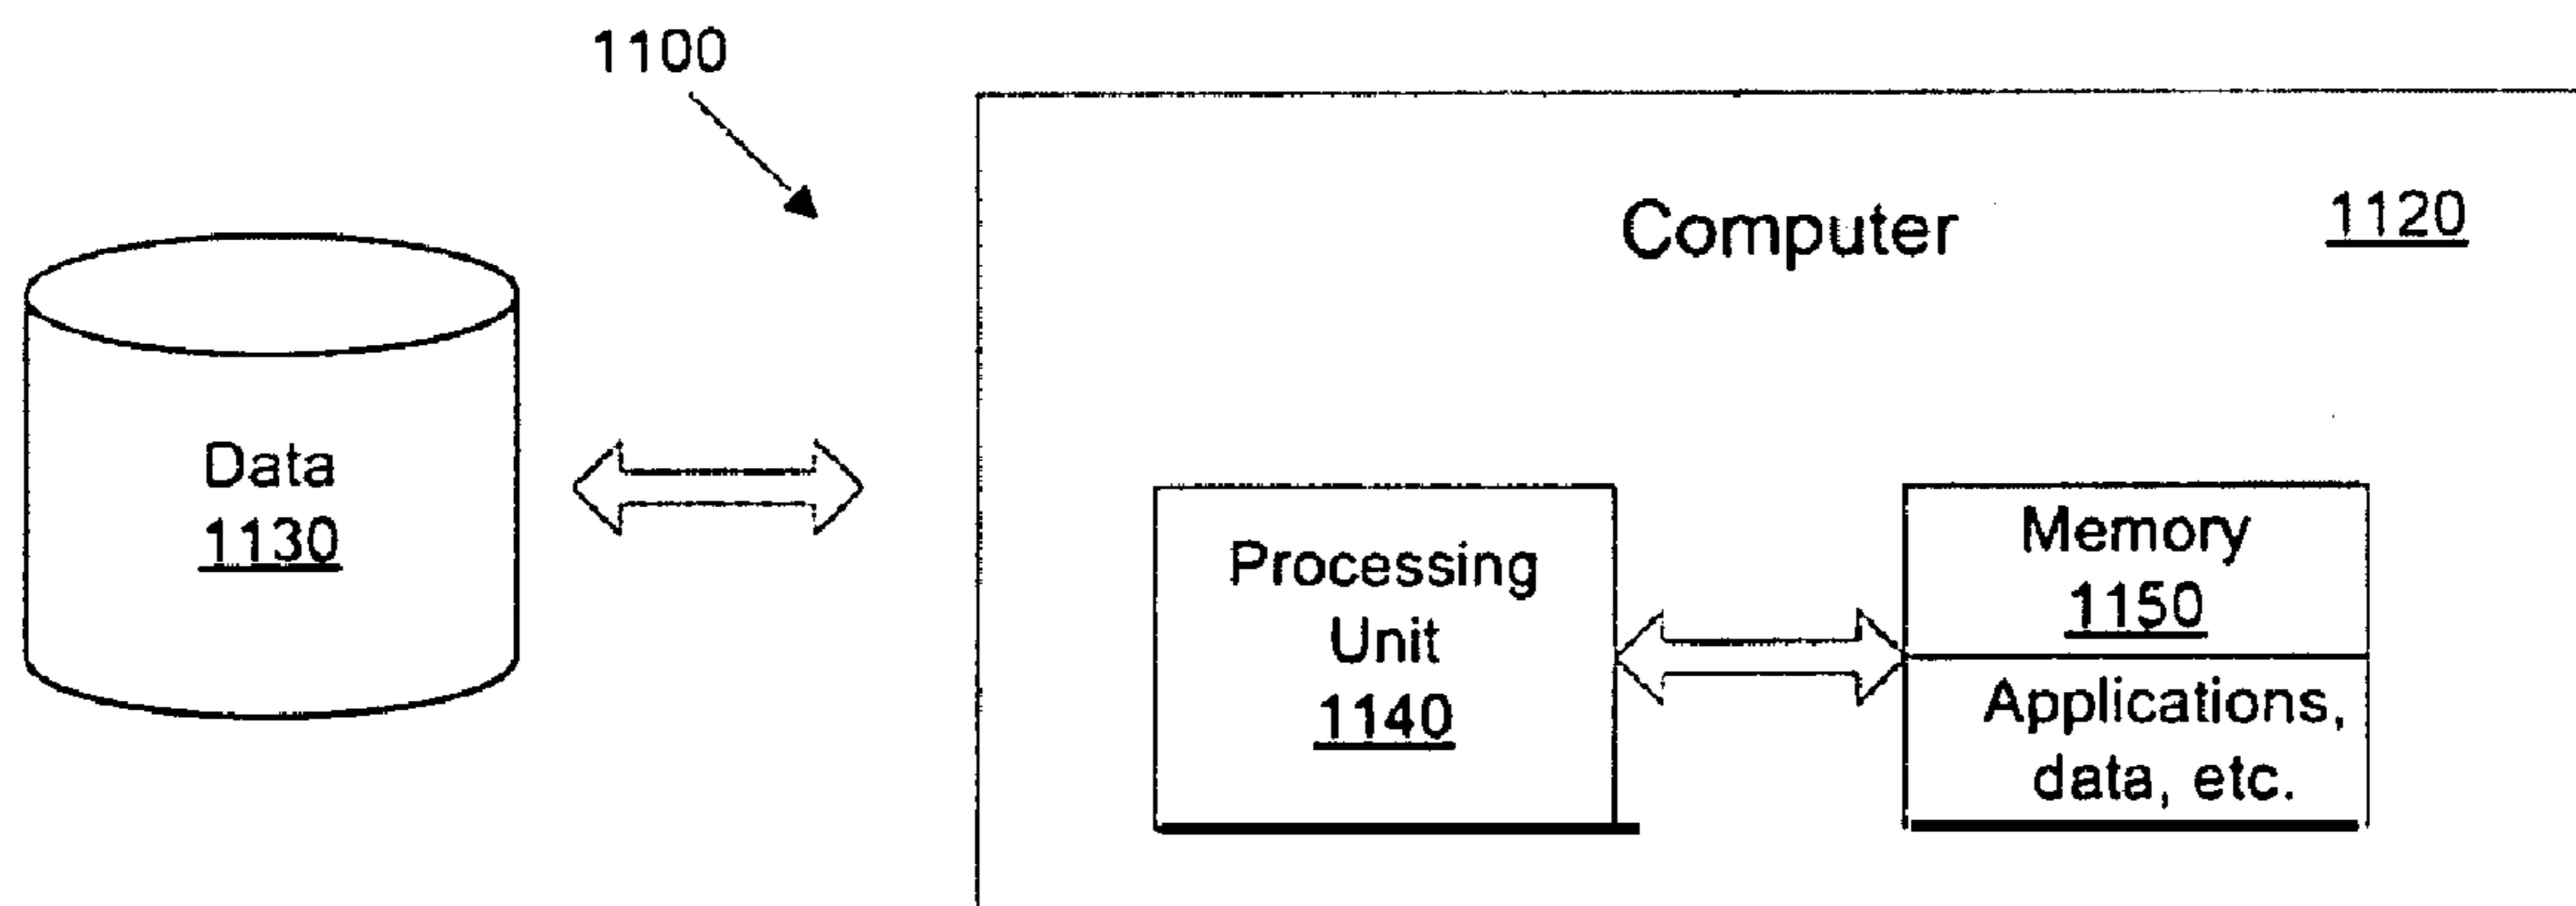 1100
Computer
1120
Data
1130
Processing
Unit
1140
Memory
1150
Applications,
data, etc.